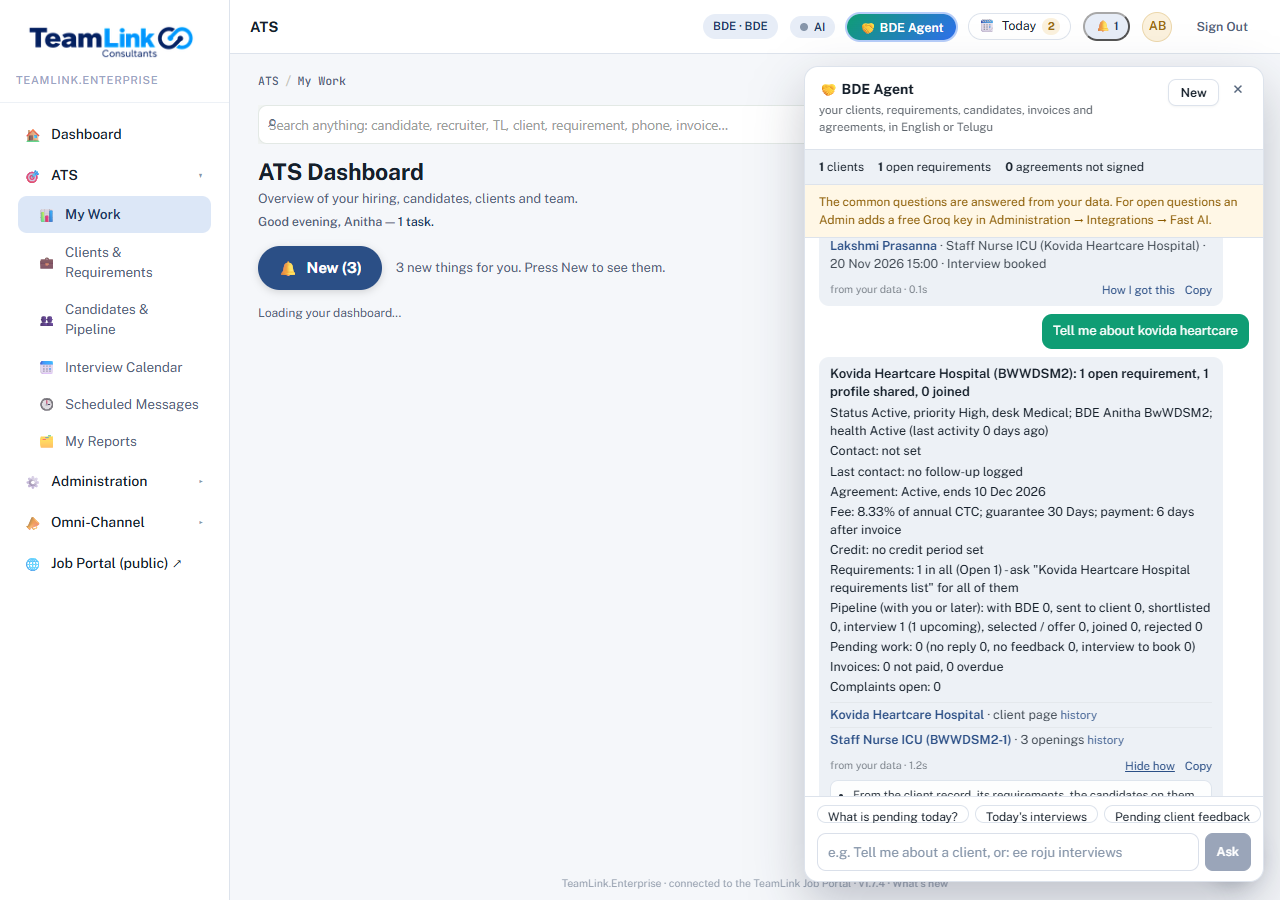 TeamLink
Consultants
TEAMLINK.ENTERPRISE
Dashboard
ATS
My Work
Clients &
Requirements
Candidates &
Pipeline
Interview Calendar
Scheduled Messages
My Reports
Administration
Omni-Channel
Job Portal (public) ↗
ATS
BDE · BDE
AI
BDE Agent
Today 2
1
AB
Sign Out
ATS / My Work
Search anything: candidate, recruiter, TL, client, requirement, phone, invoice...
ATS Dashboard
Overview of your hiring, candidates, clients and team.
Good evening, Anitha — 1 task.
New (3)
3 new things for you. Press New to see them.
Loading your dashboard...
BDE Agent
New ×
your clients, requirements, candidates, invoices and
agreements, in English or Telugu
1 clients 1 open requirements 0 agreements not signed
The common questions are answered from your data. For open questions an
Admin adds a free Groq key in Administration → Integrations → Fast AI.
Lakshmi Prasanna · Staff Nurse ICU (Kovida Heartcare Hospital) ·
20 Nov 2026 15:00 · Interview booked
from your data · 0.1s How I got this Copy
Tell me about kovida heartcare
Kovida Heartcare Hospital (BWWDSM2): 1 open requirement, 1
profile shared, 0 joined
Status Active, priority High, desk Medical; BDE Anitha BwWDSM2;
health Active (last activity 0 days ago)
Contact: not set
Last contact: no follow-up logged
Agreement: Active, ends 10 Dec 2026
Fee: 8.33% of annual CTC; guarantee 30 Days; payment: 6 days
after invoice
Credit: no credit period set
Requirements: 1 in all (Open 1) - ask "Kovida Heartcare Hospital
requirements list" for all of them
Pipeline (with you or later): with BDE 0, sent to client 0, shortlisted
0, interview 1 (1 upcoming), selected / offer 0, joined 0, rejected 0
Pending work: 0 (no reply 0, no feedback 0, interview to book 0)
Invoices: 0 not paid, 0 overdue
Complaints open: 0
Kovida Heartcare Hospital · client page history
Staff Nurse ICU (BWWDSM2-1) · 3 openings history
from your data · 1.2s Hide how Copy
From the client record, its requirements, the candidates on them
What is pending today? Today's interviews Pending client feedback
e.g. Tell me about a client, or: ee roju interviews
Ask
TeamLink.Enterprise · connected to the TeamLink Job Portal · v1.7.4 · What's new